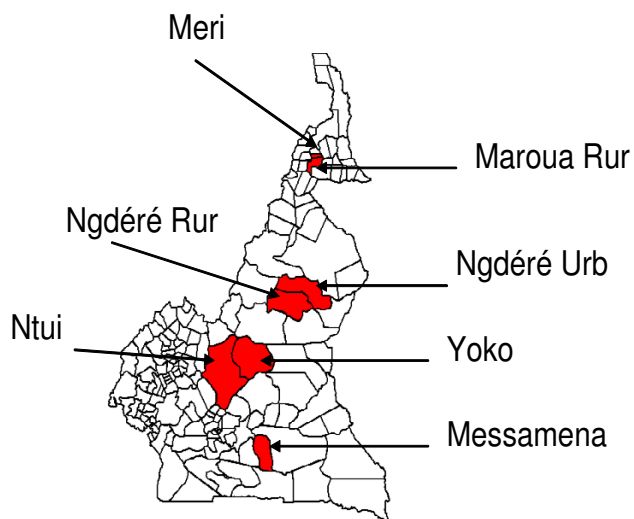 Meri
Maroua Rur
Ngdéré Rur
Ngdéré Urb
Ntui
Yoko
Messamena